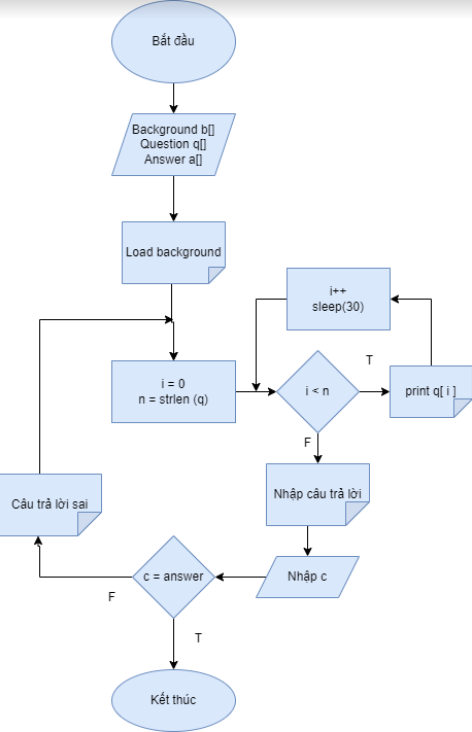 Bắt đầu
Background b[]
Question q[]
Answer a[]
Load background
i++
sleep(30)
i = 0
n = strlen (q)
i < n
T
print q[ i ]
F
Nhập câu trả lời
Câu trả lời sai
Nhập c
c = answer
F
T
Kết thúc